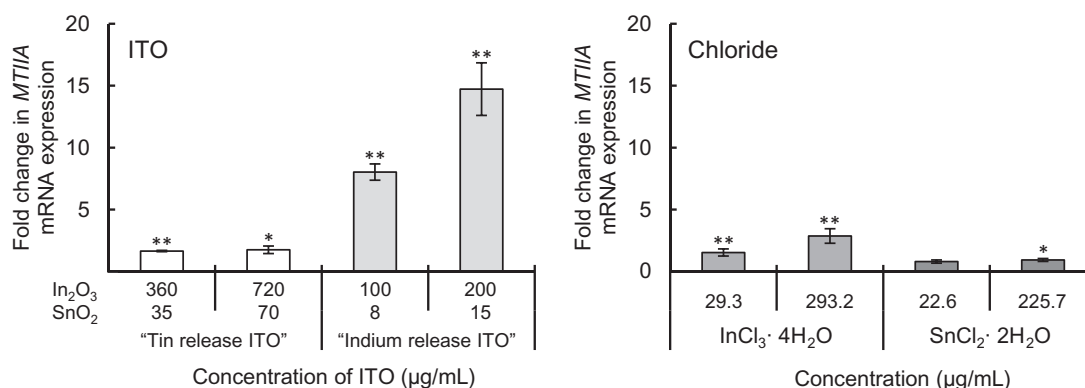 ITO
Fold change in MTIIA
mRNA expression
20
15
10
5
**
*
**
**
In₂O₃ 360 720 100 200
SnO₂ 35 70 8 15
“Tin release ITO” “Indium release ITO”
Concentration of ITO (µg/mL)
Chloride
Fold change in MTIIA
mRNA expression
20
15
10
5
0
**
**
*
29.3 293.2 22.6 225.7
InCl₃· 4H₂O SnCl₂· 2H₂O
Concentration (µg/mL)